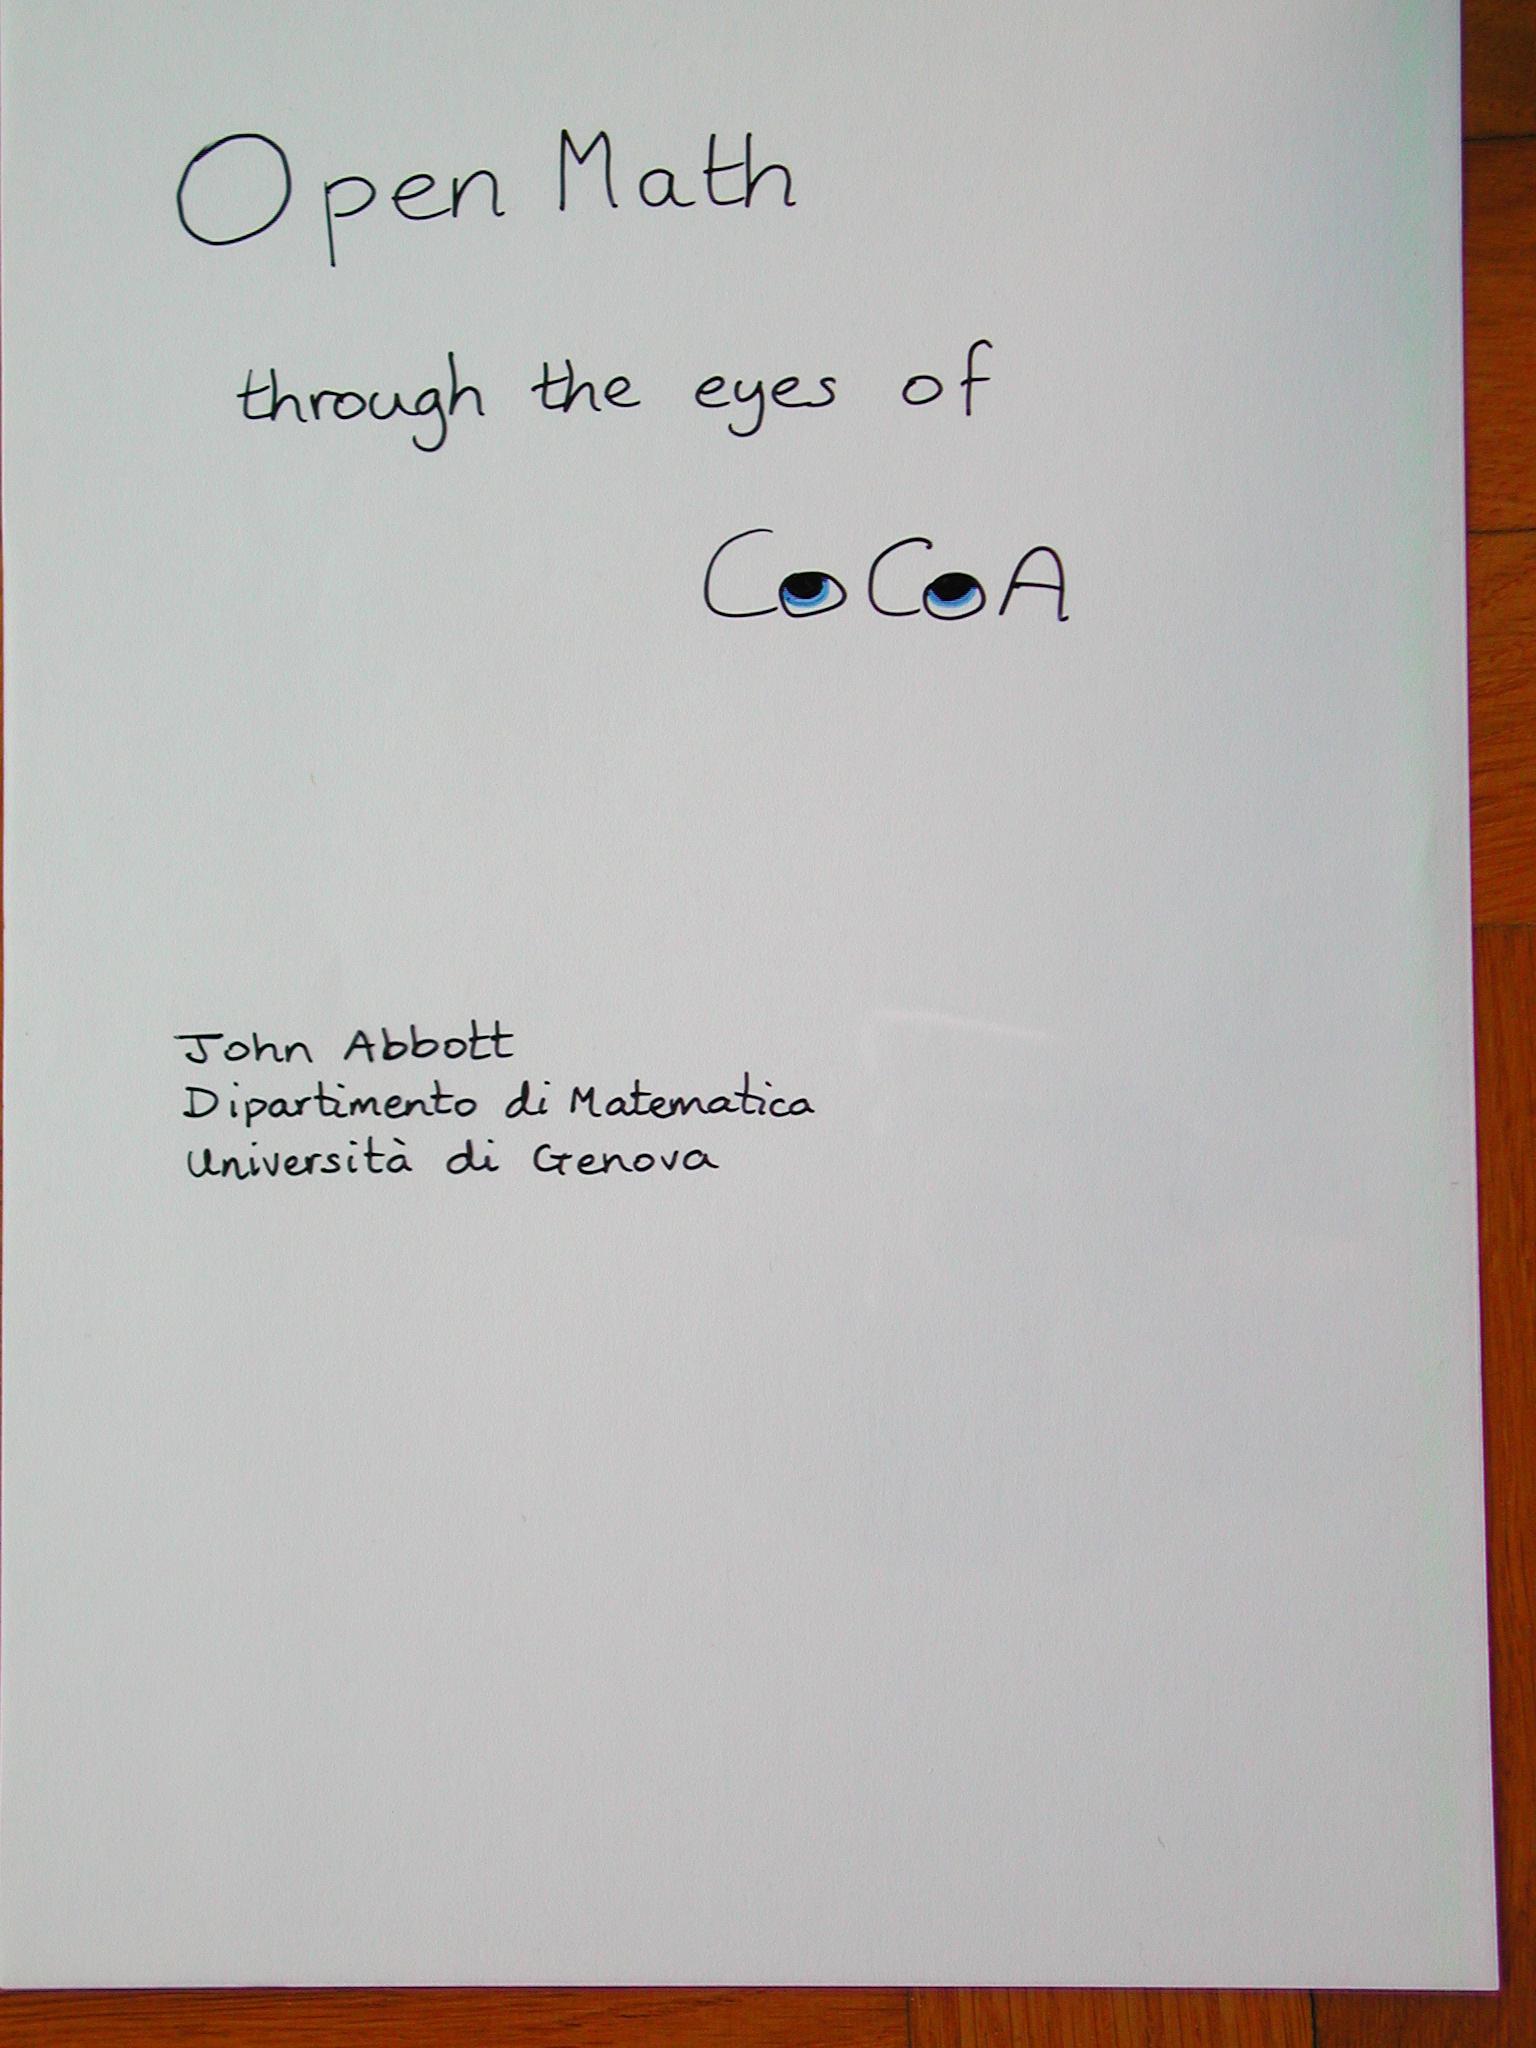 Open Math
through the eyes of
CoCoA
John Abbott
Dipartimento di Matematica
Università di Genova